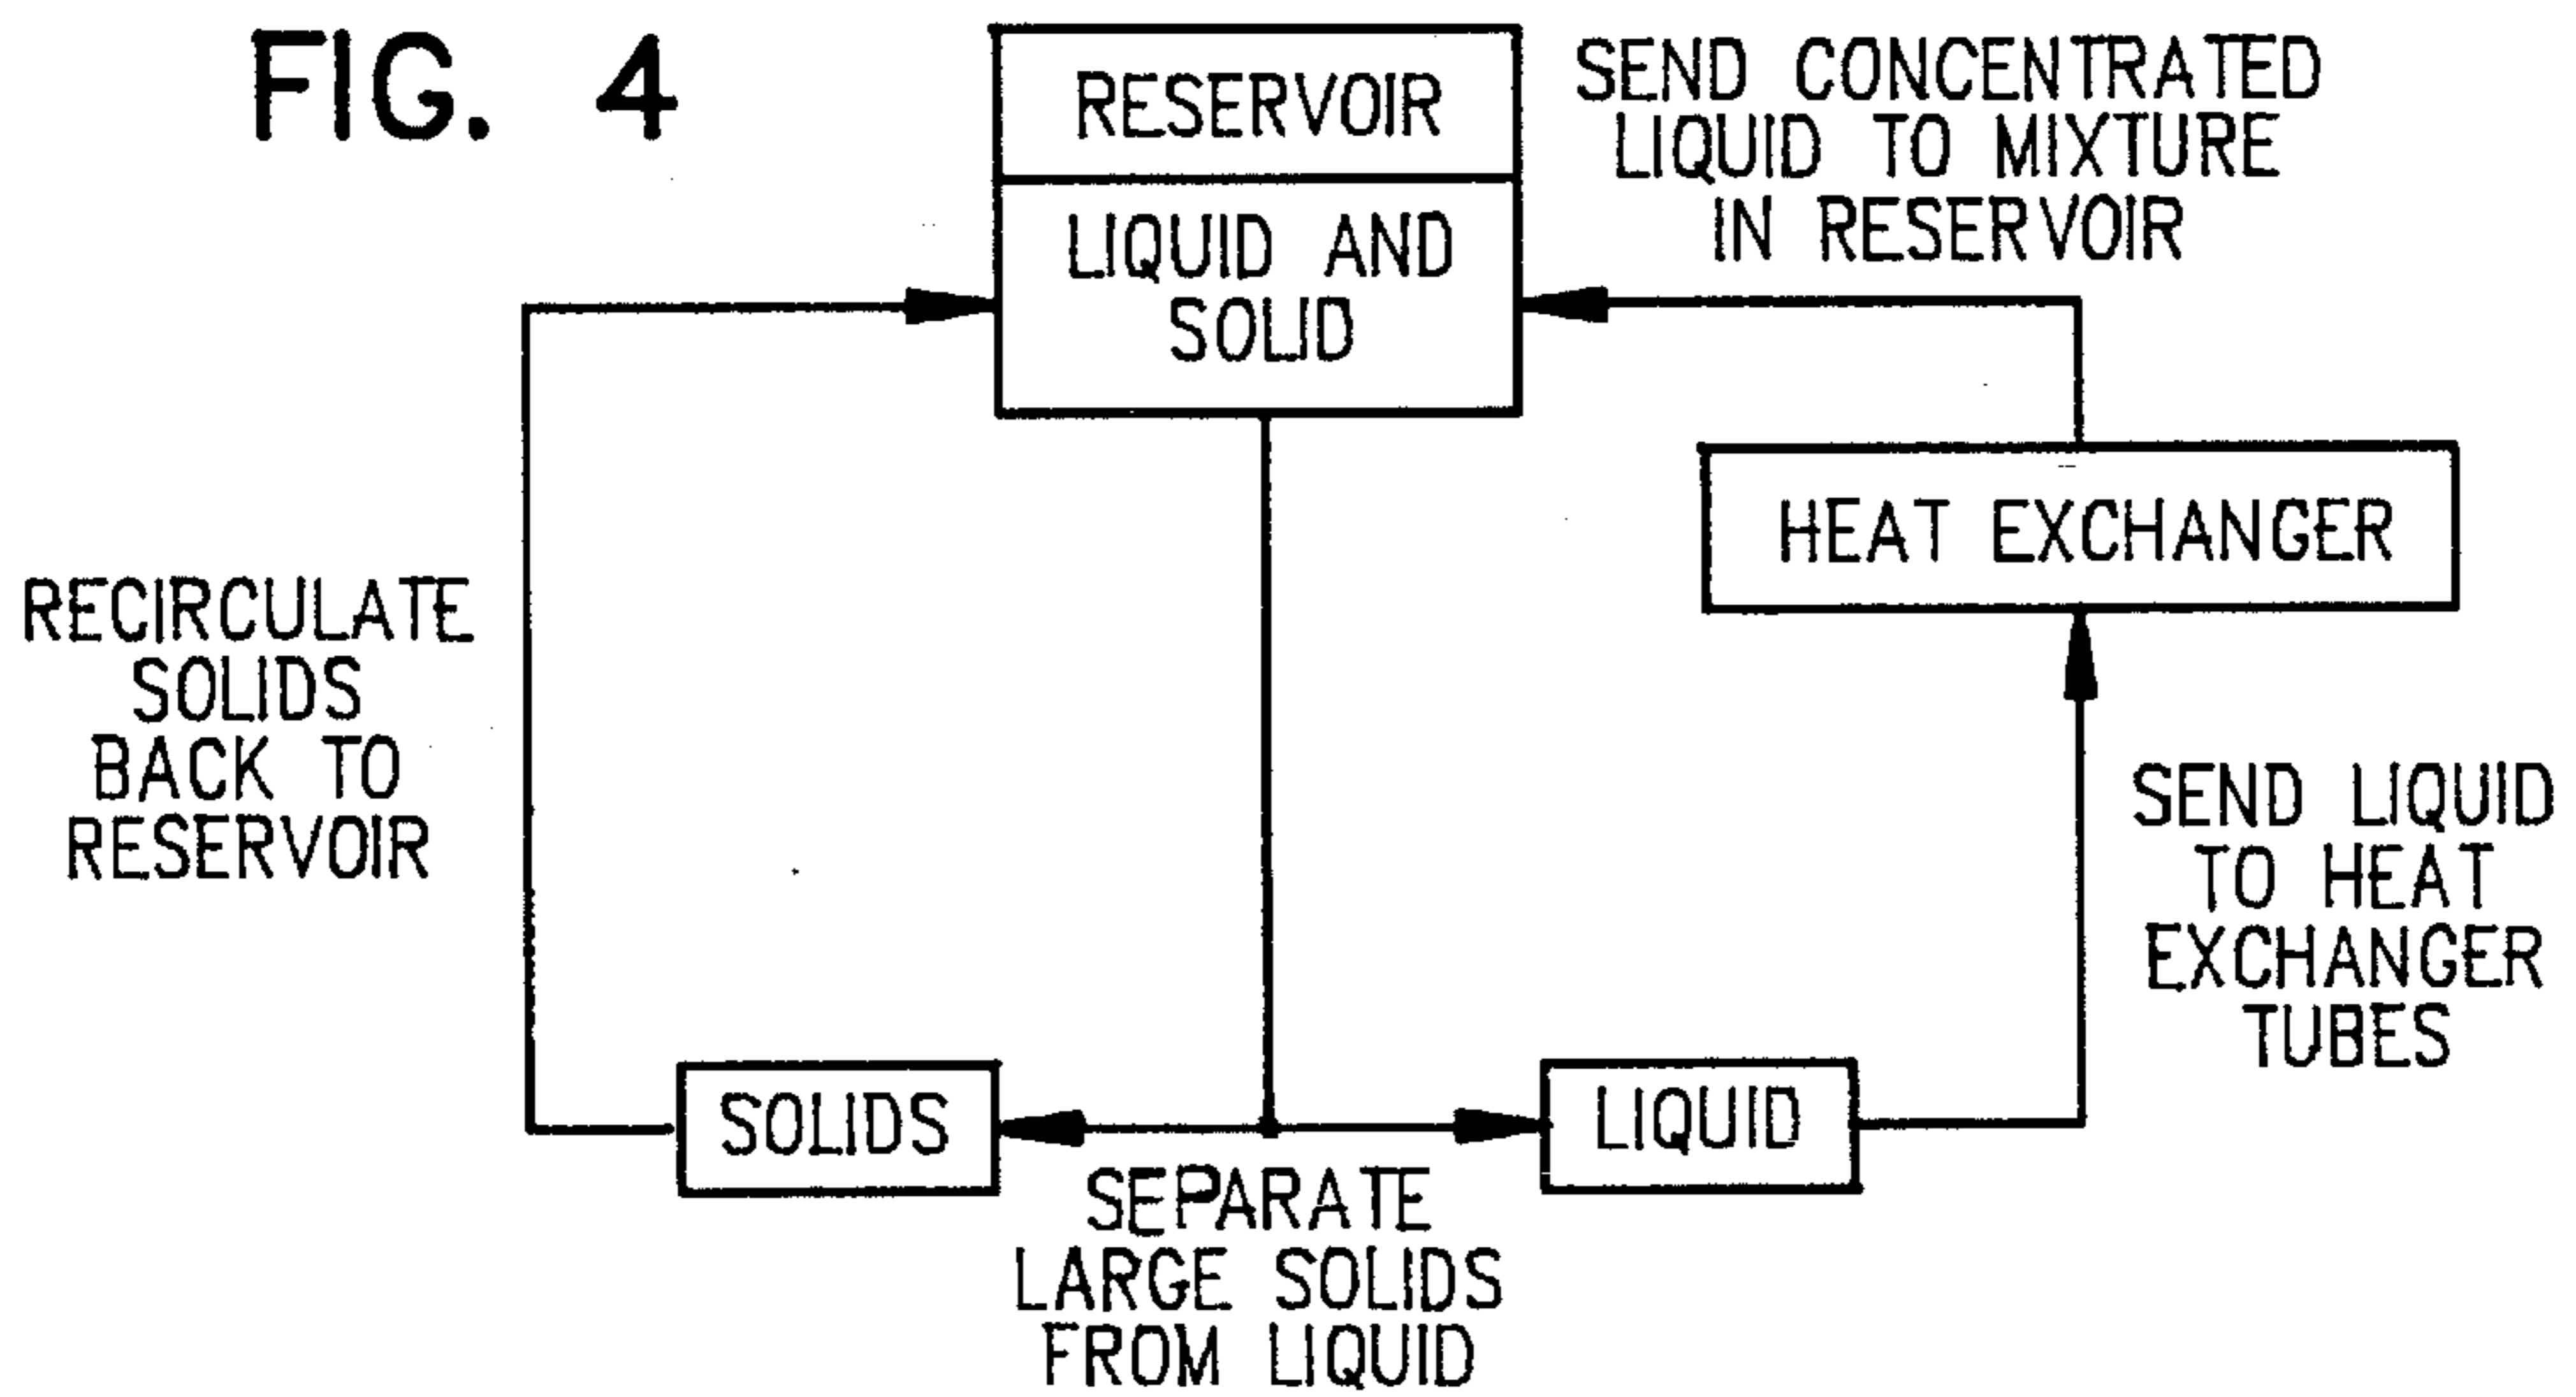 FIG. 4
RESERVOIR
LIQUID AND
SOLID
SEND CONCENTRATED
LIQUID TO MIXTURE
IN RESERVOIR
HEAT EXCHANGER
RECIRCULATE
SOLIDS
BACK TO
RESERVOIR
SEND LIQUID
TO HEAT
EXCHANGER
TUBES
SOLIDS
LIQUID
SEPARATE
LARGE SOLIDS
FROM LIQUID